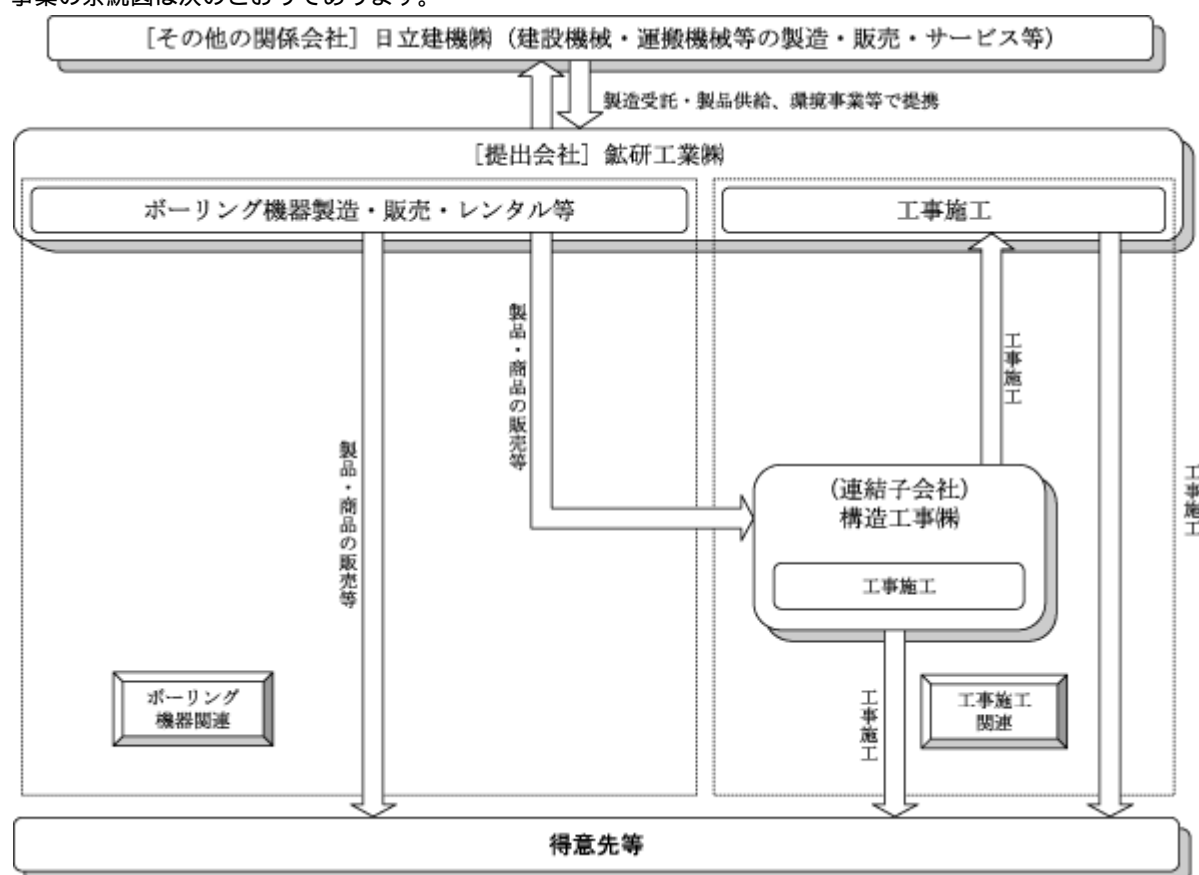 事業の系統図は次のとおりであります。
［その他の関係会社］日立建機㈱（建設機械・運搬機械等の製造・販売・サービス等）
製造受託・製品供給、環境事業等で提携
［提出会社］鉱研工業㈱
ボーリング機器製造・販売・レンタル等
工事施工
製品・商品の販売等
製品・商品の販売等
工事施工
工事施工
（連結子会社）
構造工事㈱
工事施工
工事施工
ボーリング
機器関連
工事施工
関連
得意先等